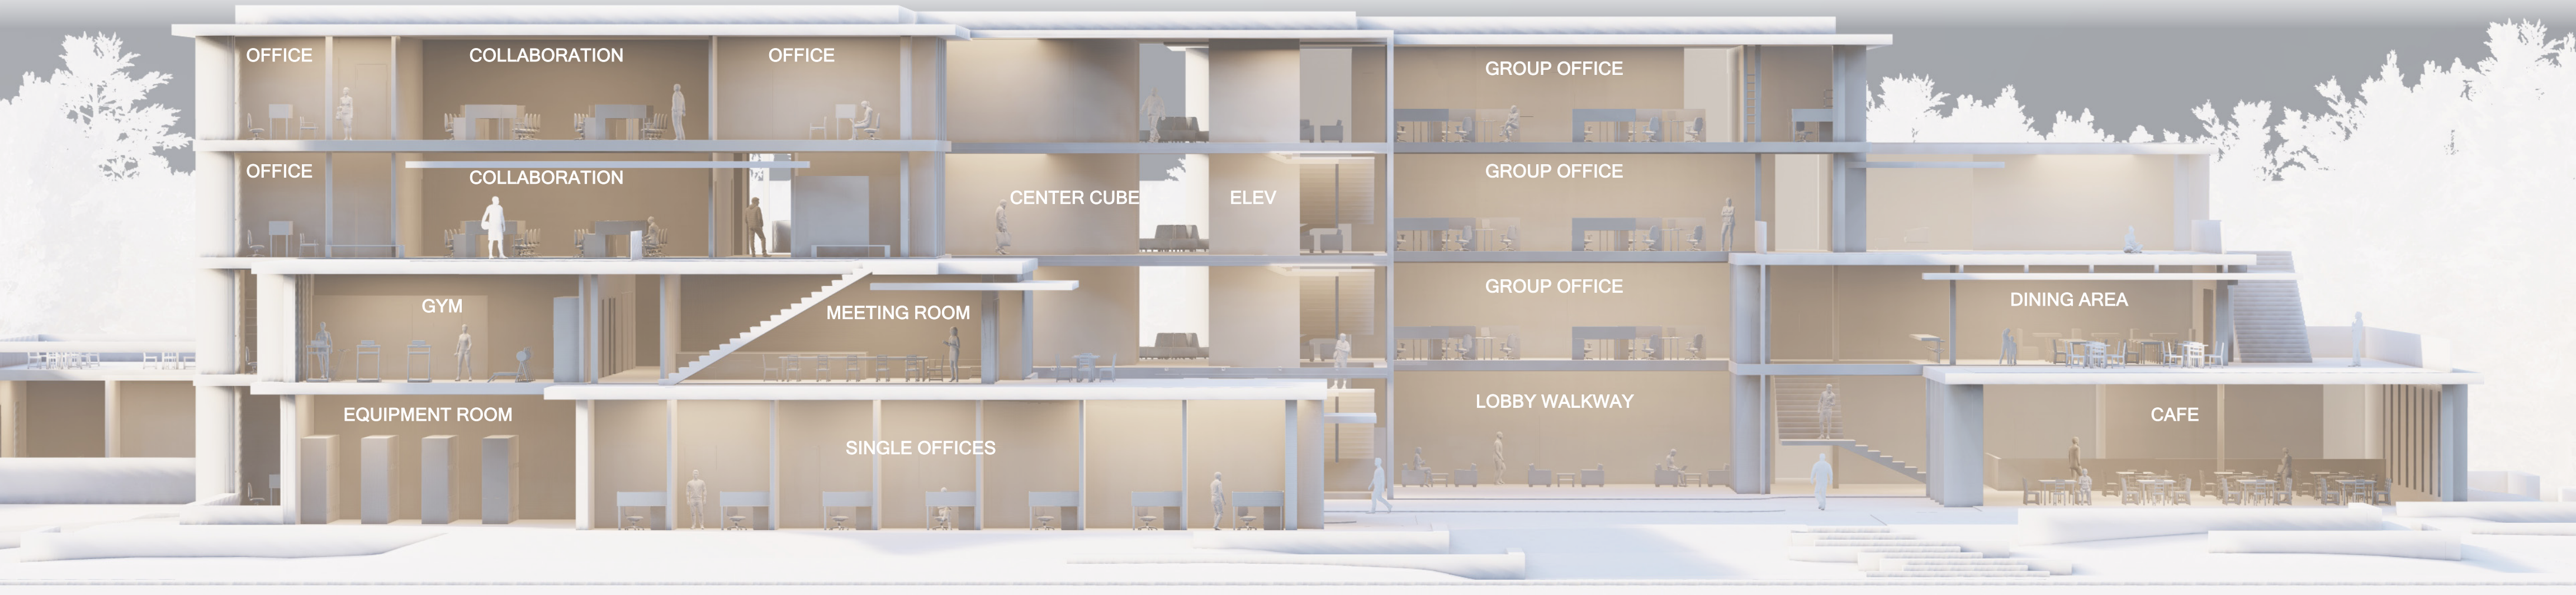 OFFICE
COLLABORATION
OFFICE
GROUP OFFICE
OFFICE
COLLABORATION
CENTER CUBE
ELEV
GROUP OFFICE
GYM
MEETING ROOM
GROUP OFFICE
DINING AREA
EQUIPMENT ROOM
SINGLE OFFICES
LOBBY WALKWAY
CAFE